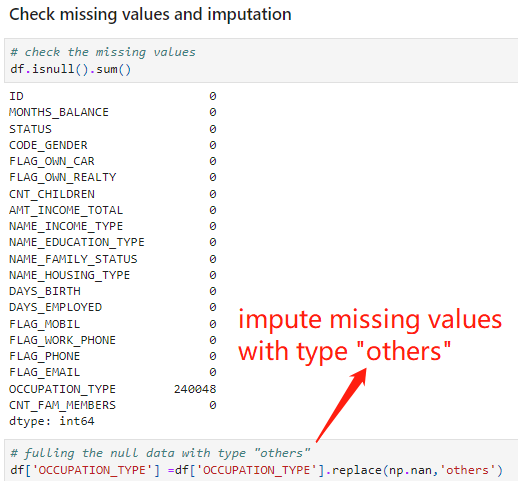 Check missing values and imputation
# check the missing values
df.isnull().sum()
ID 0
MONTHS_BALANCE 0
STATUS 0
CODE_GENDER 0
FLAG_OWN_CAR 0
FLAG_OWN_REALTY 0
CNT_CHILDREN 0
AMT_INCOME_TOTAL 0
NAME_INCOME_TYPE 0
NAME_EDUCATION_TYPE 0
NAME_FAMILY_STATUS 0
NAME_HOUSING_TYPE 0
DAYS_BIRTH 0
DAYS_EMPLOYED 0
FLAG_MOBIL 0
FLAG_WORK_PHONE 0
FLAG_PHONE 0
FLAG_EMAIL 0
OCCUPATION_TYPE 240048
CNT_FAM_MEMBERS 0
dtype: int64
impute missing values
with type "others"
# fulling the null data with type "others"
df['OCCUPATION_TYPE'] =df['OCCUPATION_TYPE'].replace(np.nan,'others')